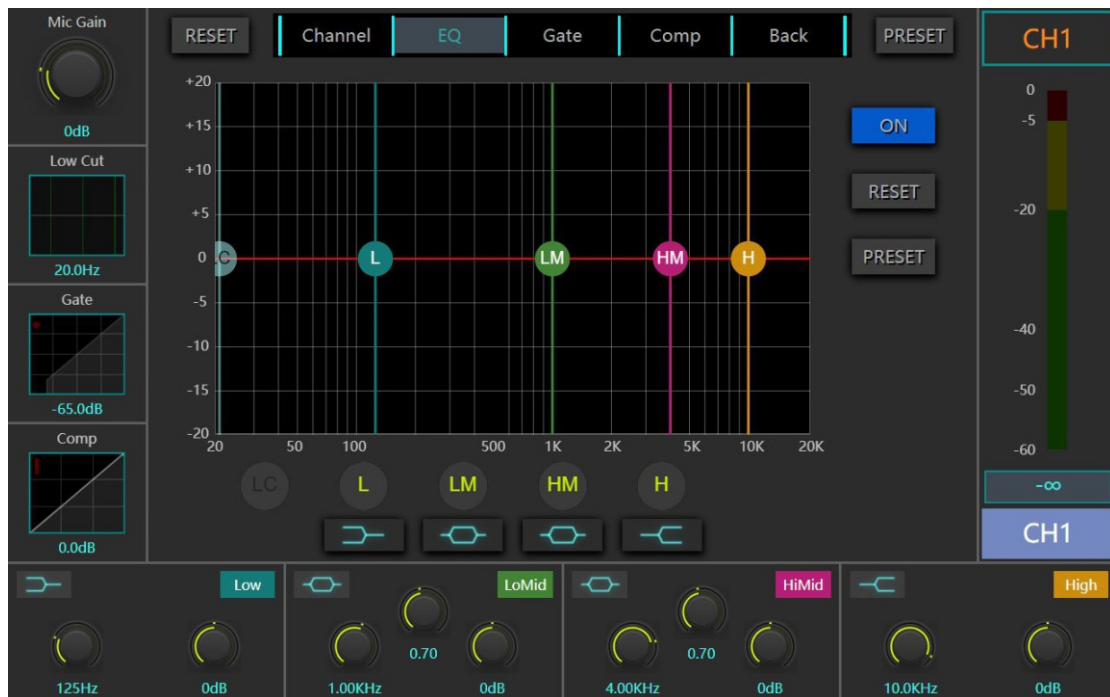 Mic Gain
0dB
Low Cut
20.0Hz
Gate
-65.0dB
Comp
0.0dB
RESET
Channel EQ Gate Comp Back
PRESET
+20
+15
+10
+5
0
-5
-10
-15
-20
LC L LM HM H
20 50 100 500 1K 2K 5K 10K 20K
LC L LM HM H
ON
RESET
PRESET
CH1
0
-5
-20
-40
-50
-60
-∞
CH1
Low
125Hz 0dB
LoMid
0.70
1.00KHz 0dB
HiMid
0.70
4.00KHz 0dB
High
10.0KHz 0dB